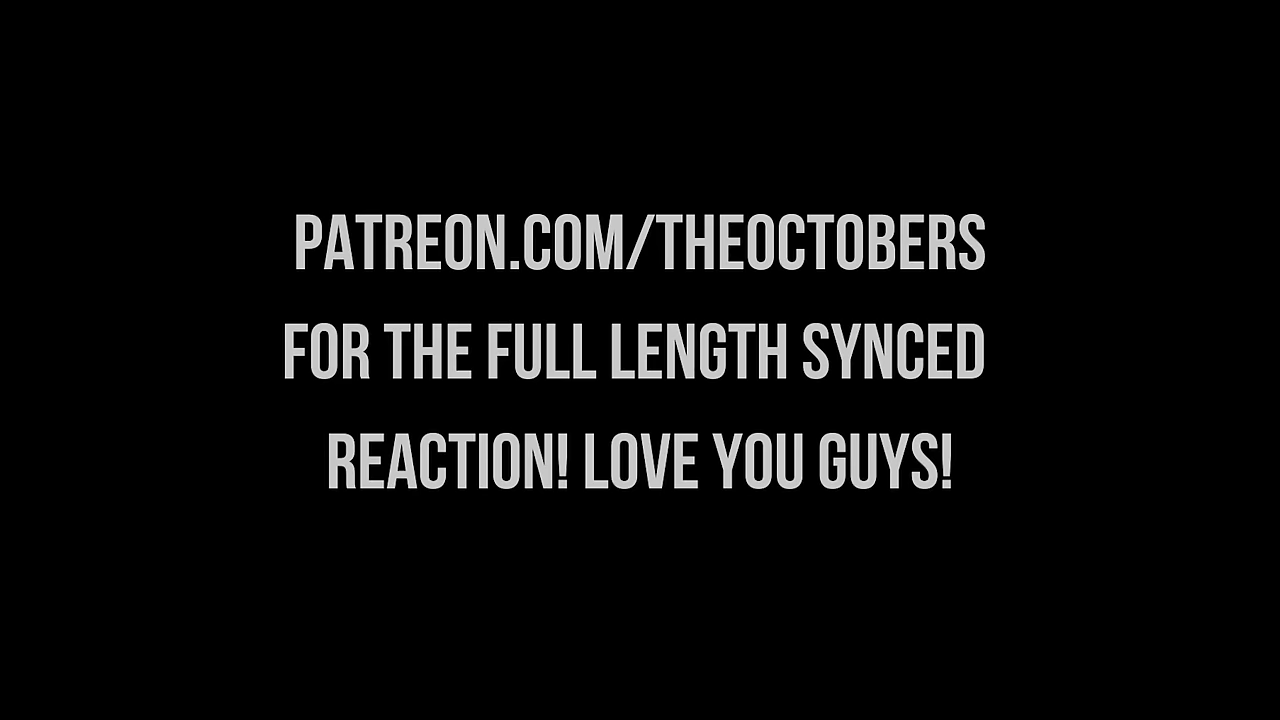 PATREON.COM/THEOCTOBERS
FOR THE FULL LENGTH SYNCED
REACTION! LOVE YOU GUYS!